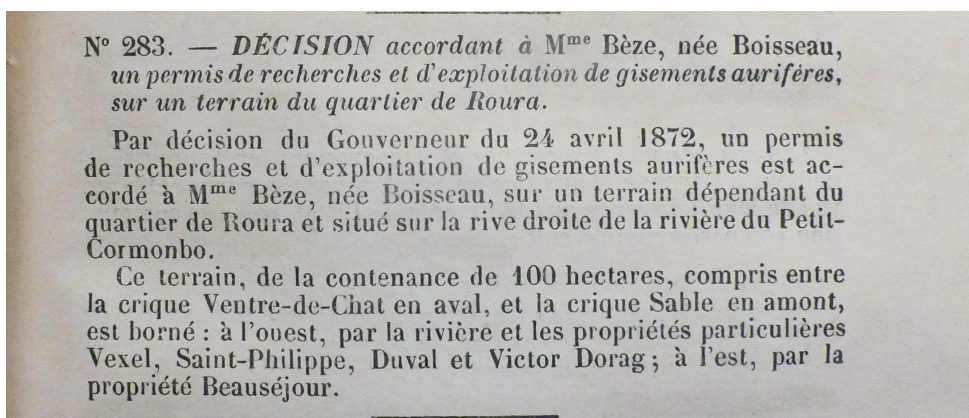 N° 283. — DÉCISION accordant à Mme Bèze, née Boisseau,
un permis de recherches et d'exploitation de gisements aurifères,
sur un terrain du quartier de Roura.
Par décision du Gouverneur du 24 avril 1872, un permis
de recherches et d'exploitation de gisements aurifères est ac-
cordé à Mme Bèze, née Boisseau, sur un terrain dépendant du
quartier de Roura et situé sur la rive droite de la rivière du Petit-
Cormonbo.
Ce terrain, de la contenance de 100 hectares, compris entre
la crique Ventre-de-Chat en aval, et la crique Sable en amont,
est borné : à l'ouest, par la rivière et les propriétés particulières
Vexel, Saint-Philippe, Duval et Victor Dorag ; à l'est, par la
propriété Beauséjour.